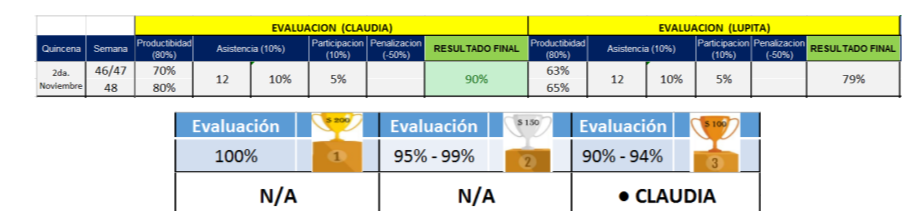 EVALUACION (CLAUDIA) EVALUACION (LUPITA)
Quincena Semana Productibidad (80%) Asistencia (10%) Participacion (10%) Penalizacion (-50%) RESULTADO FINAL Productibidad (80%) Asistencia (10%) Participacion (10%) Penalizacion (-50%) RESULTADO FINAL
2da. Noviembre 46/47 70% 12 10% 5% 90% 63% 12 10% 5% 79%
48 80% 65%
Evaluación $ 200 Evaluación $ 150 Evaluación $ 100
100% 1 95% - 99% 2 90% - 94% 3
N/A N/A • CLAUDIA